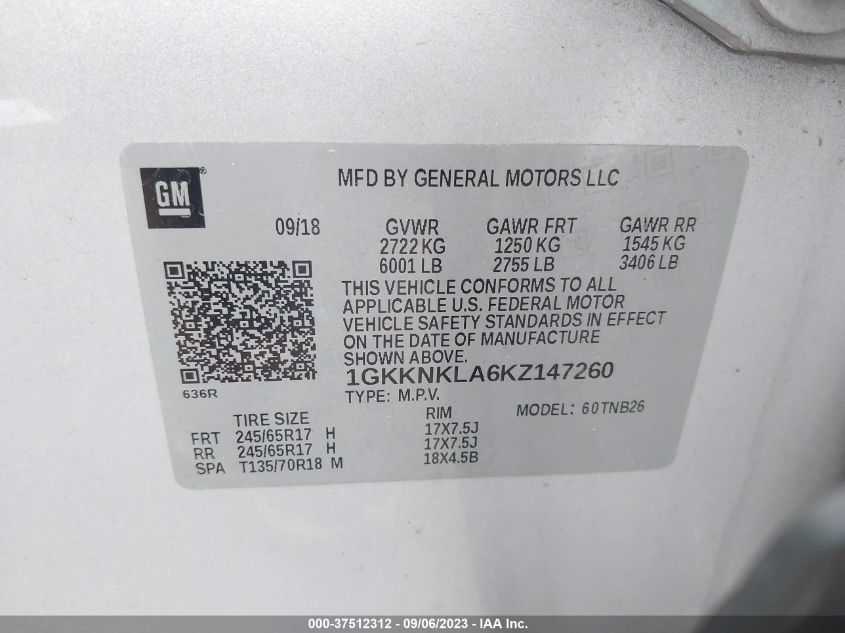 GM®
MFD BY GENERAL MOTORS LLC
09/18 GVWR GAWR FRT GAWR RR
2722 KG 1250 KG 1545 KG
6001 LB 2755 LB 3406 LB
THIS VEHICLE CONFORMS TO ALL
APPLICABLE U.S. FEDERAL MOTOR
VEHICLE SAFETY STANDARDS IN EFFECT
ON THE DATE OF MANUFACTURE
SHOWN ABOVE.
1GKKNKLA6KZ147260
636R
TYPE: M.P.V.
TIRE SIZE RIM MODEL: 60TNB26
FRT 245/65R17 H 17X7.5J
RR 245/65R17 H 17X7.5J
SPA T135/70R18 M 18X4.5B
000-37512312 - 09/06/2023 - Copyright © IAA, Inc.